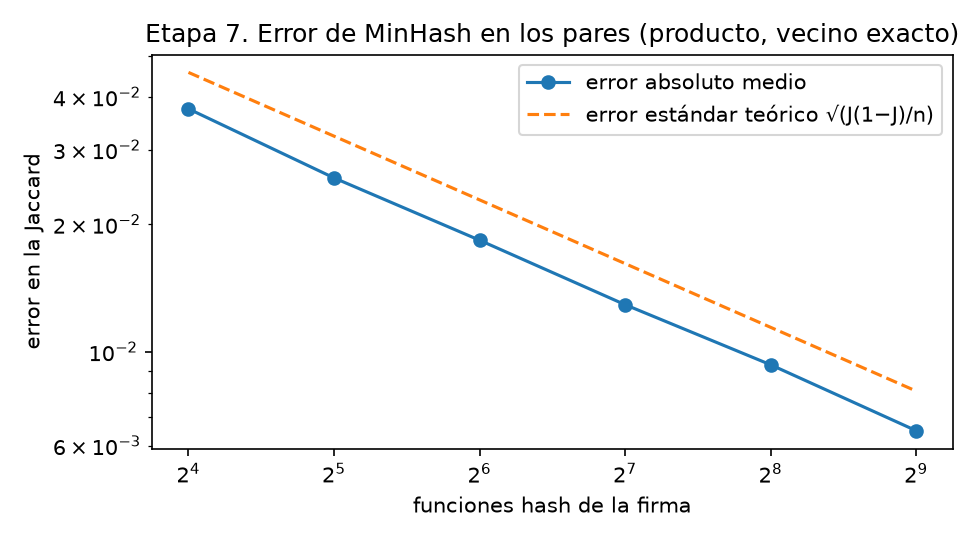 Etapa 7. Error de MinHash en los pares (producto, vecino exacto)
error absoluto medio
error estándar teórico √(J(1−J)/n)
error en la Jaccard
4 × 10⁻²
3 × 10⁻²
2 × 10⁻²
10⁻²
6 × 10⁻³
2⁴ 2⁵ 2⁶ 2⁷ 2⁸ 2⁹
funciones hash de la firma